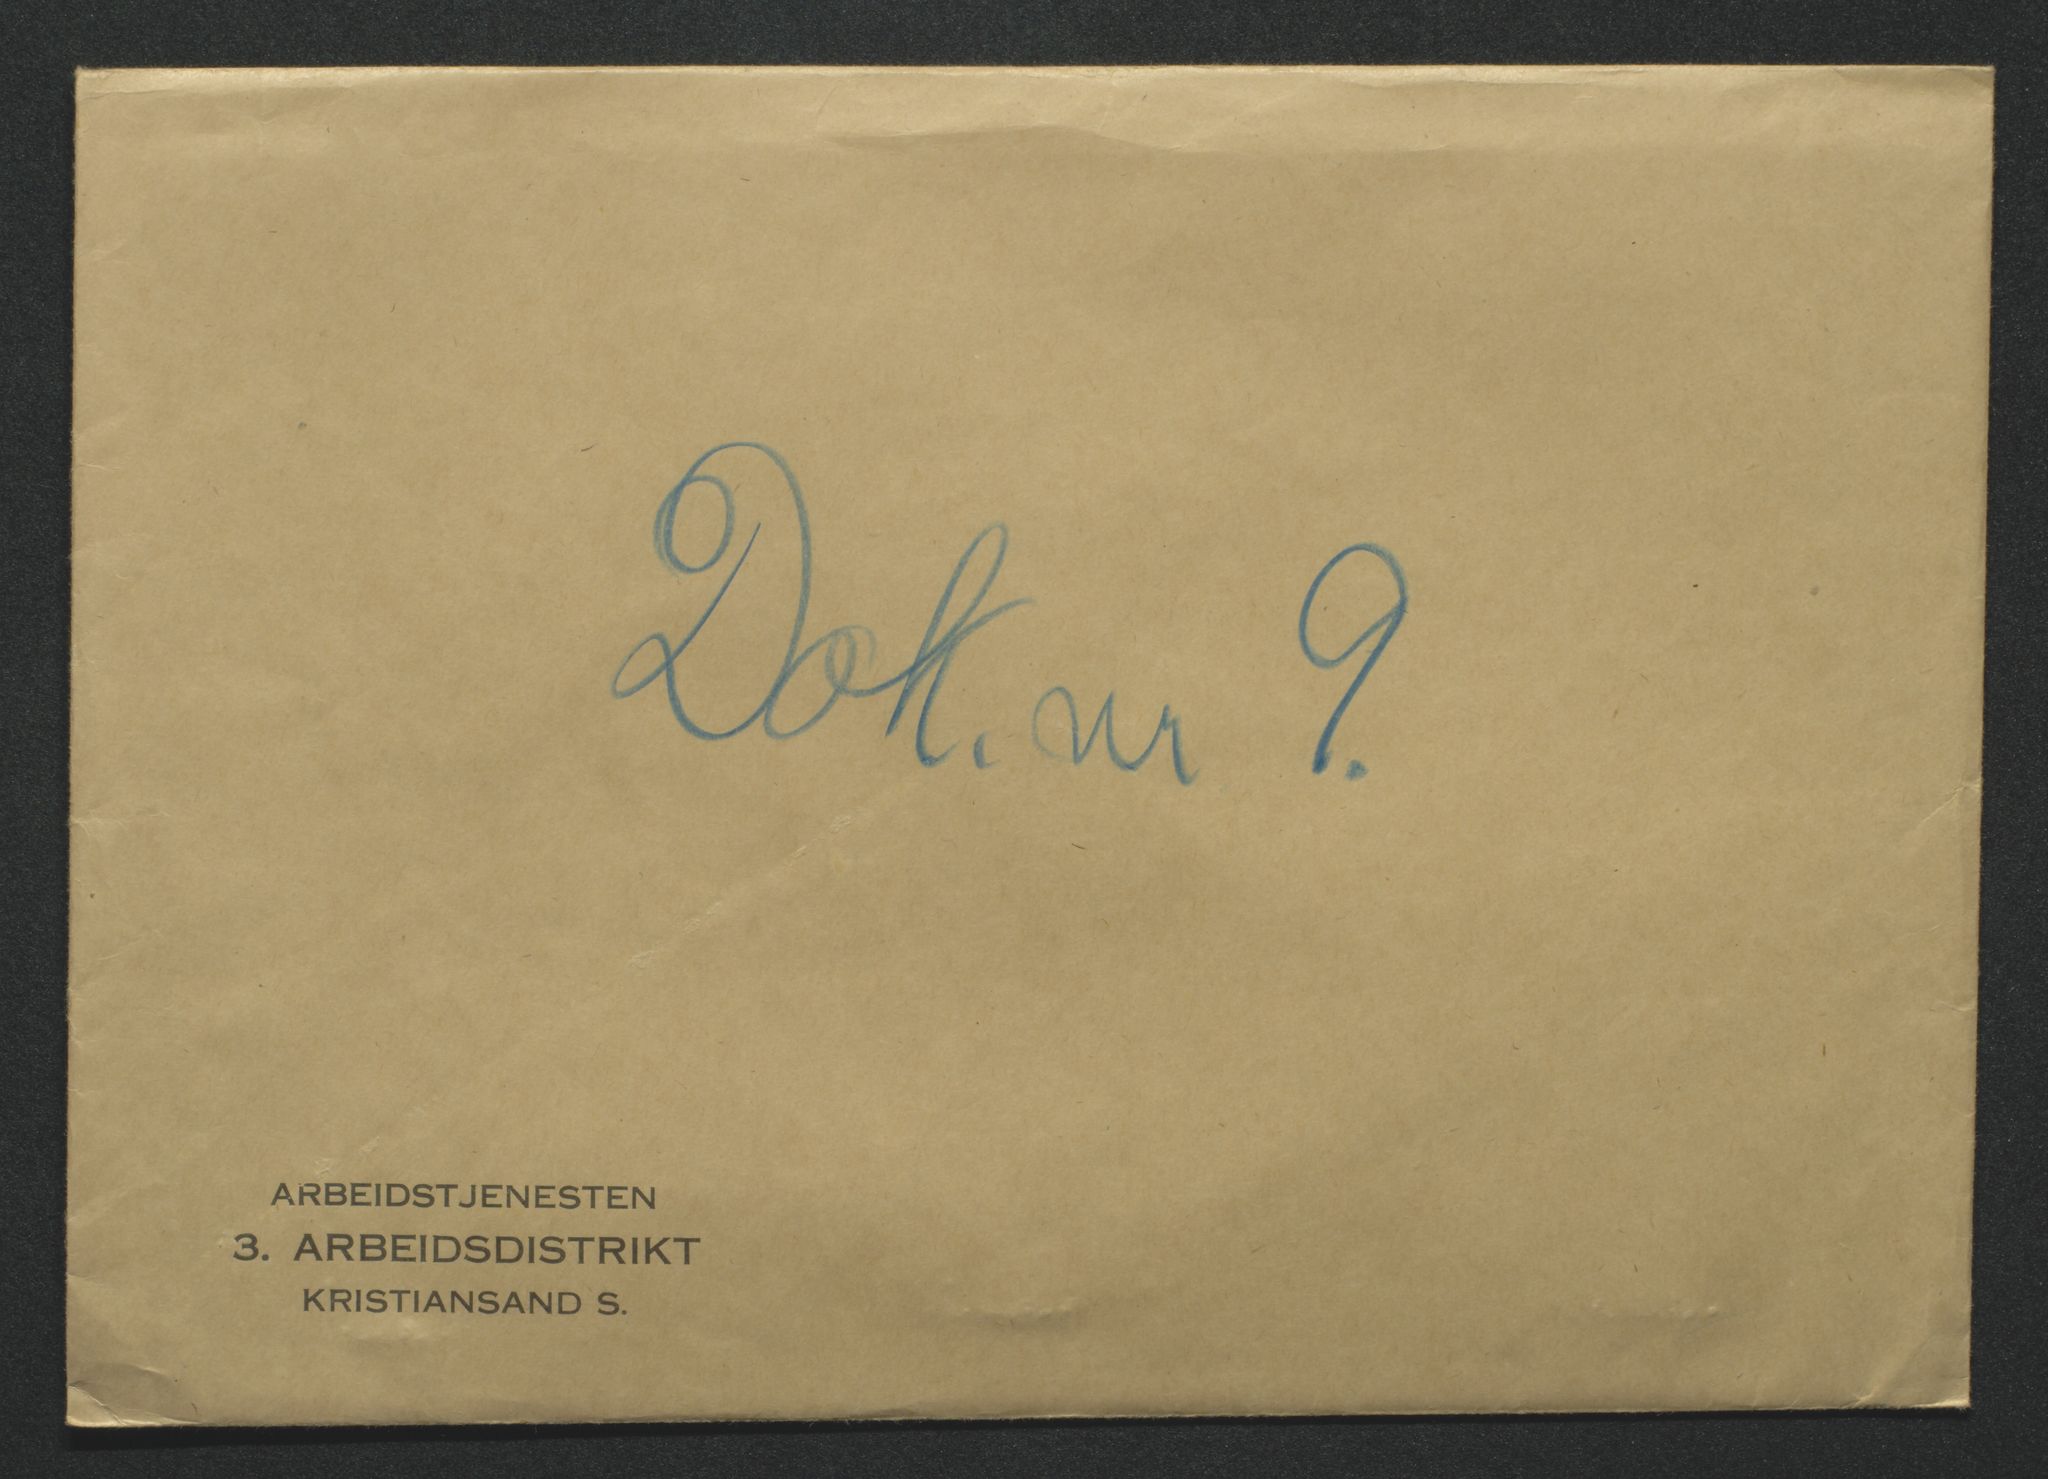 Dok. nr 9.
ARBEIDSTJENESTEN
3. ARBEIDSDISTRIKT
KRISTIANSAND S.